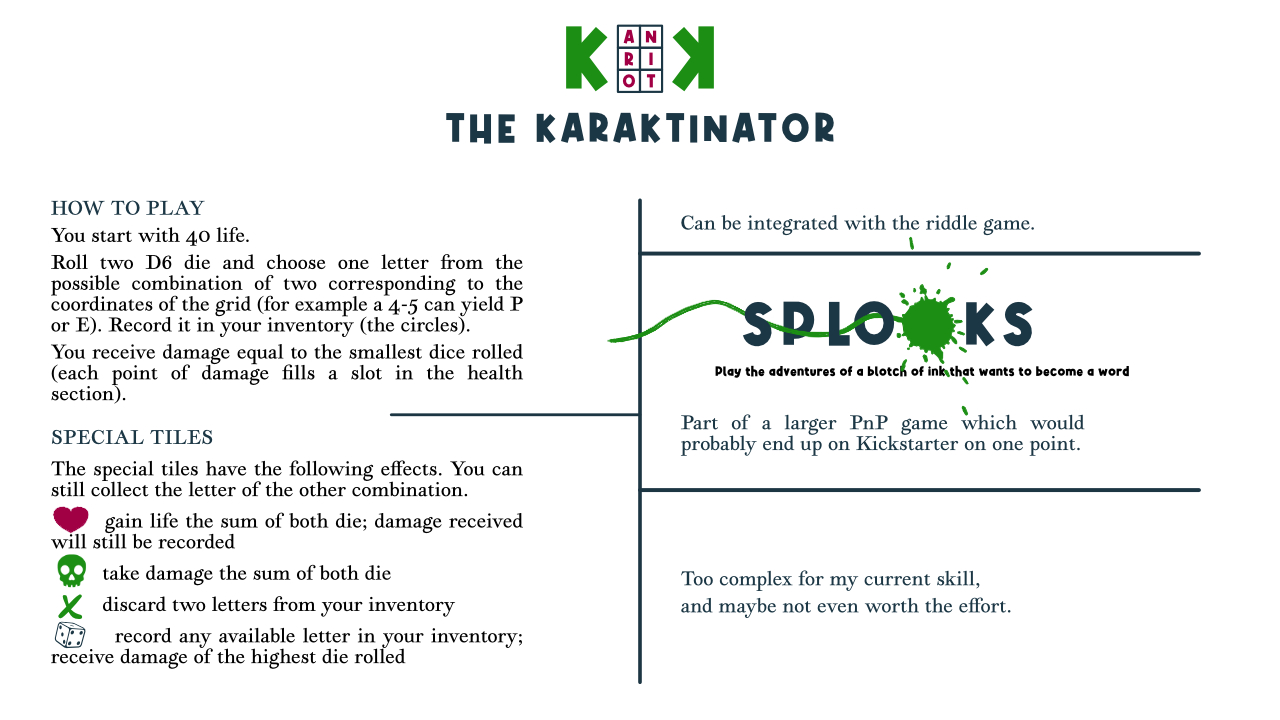 K A N K
R I
O T
THE KARAKTINATOR
HOW TO PLAY
You start with 40 life.
Roll two D6 die and choose one letter from the
possible combination of two corresponding to the
coordinates of the grid (for example a 4-5 can yield P
or E). Record it in your inventory (the circles).
You receive damage equal to the smallest dice rolled
(each point of damage fills a slot in the health
section).
SPECIAL TILES
The special tiles have the following effects. You can
still collect the letter of the other combination.
gain life the sum of both die; damage received
will still be recorded
take damage the sum of both die
discard two letters from your inventory
record any available letter in your inventory;
receive damage of the highest die rolled
Can be integrated with the riddle game.
SPLO KS
Play the adventures of a blotch of ink that wants to become a word
Part of a larger PnP game which would
probably end up on Kickstarter on one point.
Too complex for my current skill,
and maybe not even worth the effort.